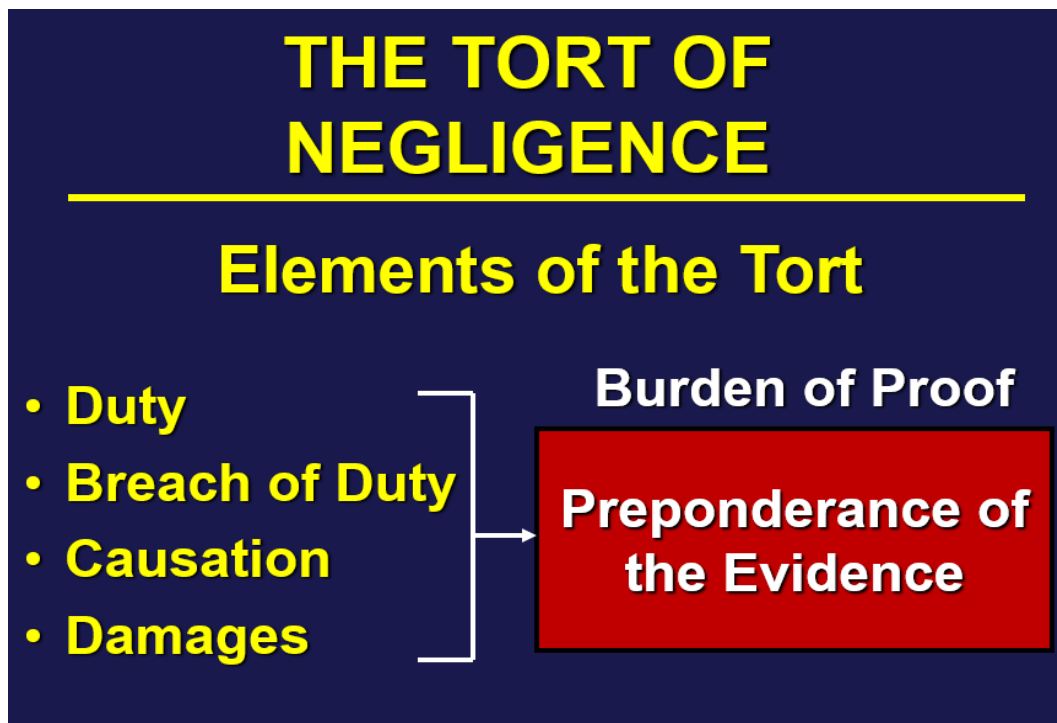 THE TORT OF
NEGLIGENCE
Elements of the Tort
• Duty
• Breach of Duty
• Causation
• Damages
Burden of Proof
Preponderance of
the Evidence